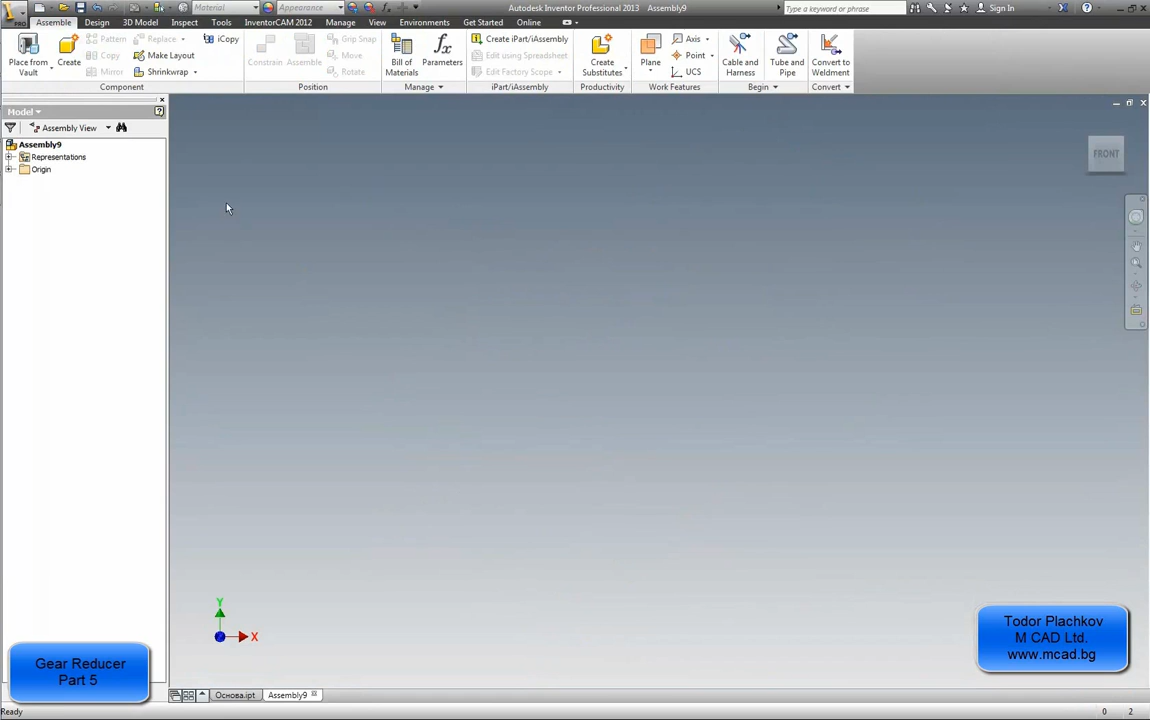 Material
Appearance
Autodesk Inventor Professional 2013 Assembly9
Type a keyword or phrase
Sign In
PRO
Assemble
Design
3D Model
Inspect
Tools
InventorCAM 2012
Manage
View
Environments
Get Started
Online
Place from Vault
Create
Pattern
Copy
Mirror
Replace
Make Layout
Shrinkwrap
iCopy
Component
Constrain
Assemble
Grip Snap
Move
Rotate
Position
Bill of Materials
Parameters
Manage
Create iPart/iAssembly
Edit using Spreadsheet
Edit Factory Scope
iPart/iAssembly
Create Substitutes
Productivity
Plane
Axis
Point
UCS
Work Features
Cable and Harness
Tube and Pipe
Begin
Convert to Weldment
Convert
Model
Assembly View
Assembly9
Representations
Origin
FRONT
Y
X
Gear Reducer
Part 5
Todor Plachkov
M CAD Ltd.
www.mcad.bg
Основа.ipt
Assembly9
Ready
0 2